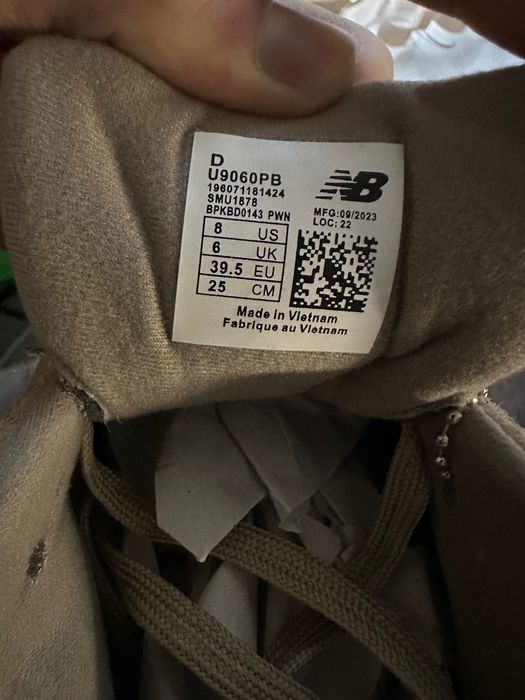 D
U9060PB
196071181424
SMU1878
BPKBD0143 PWN
NB
MFG:09/2023
LOC: 22
8 US
6 UK
39.5 EU
25 CM
Made in Vietnam
Fabrique au Vietnam